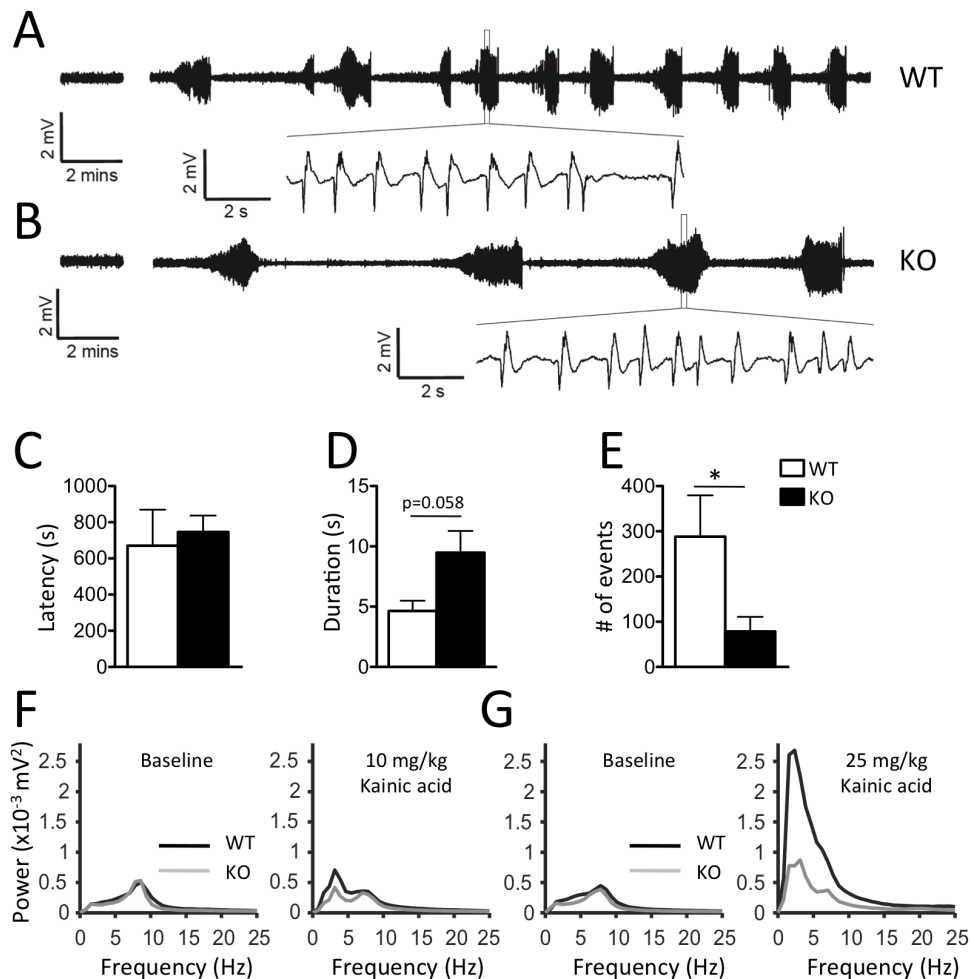 A
WT
2 mV
2 mins
2 mV
2 s
B
KO
2 mV
2 mins
2 mV
2 s
C
D
E
WT
KO
Latency (s)
1000
800
600
400
200
0
Duration (s)
15
10
5
0
p=0.058
# of events
400
300
200
100
0
*
F
G
Power (x10⁻³ mV²)
2.5
2
1.5
1
0.5
0
Baseline
WT
KO
0 5 10 15 20 25
Frequency (Hz)
2.5
2
1.5
1
0.5
0
10 mg/kg
Kainic acid
0 5 10 15 20 25
Frequency (Hz)
2.5
2
1.5
1
0.5
0
Baseline
WT
KO
0 5 10 15 20 25
Frequency (Hz)
2.5
2
1.5
1
0.5
0
25 mg/kg
Kainic acid
0 5 10 15 20 25
Frequency (Hz)